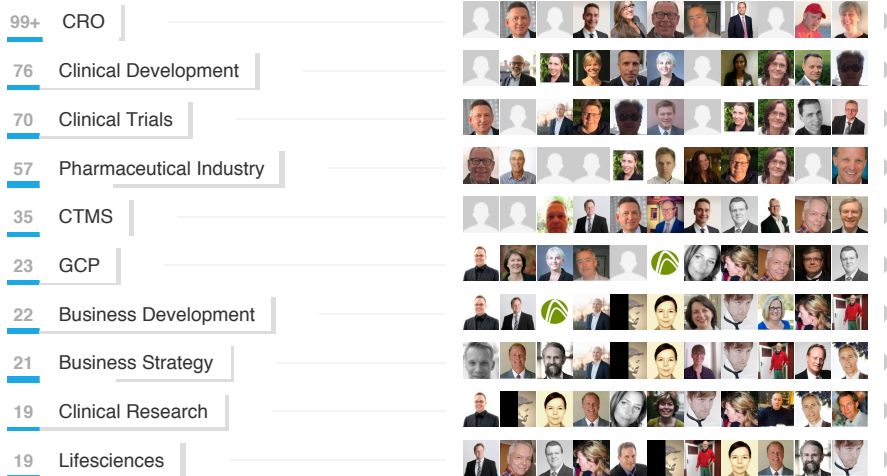 99+ CRO
76 Clinical Development
70 Clinical Trials
57 Pharmaceutical Industry
35 CTMS
23 GCP
22 Business Development
21 Business Strategy
19 Clinical Research
19 Lifesciences